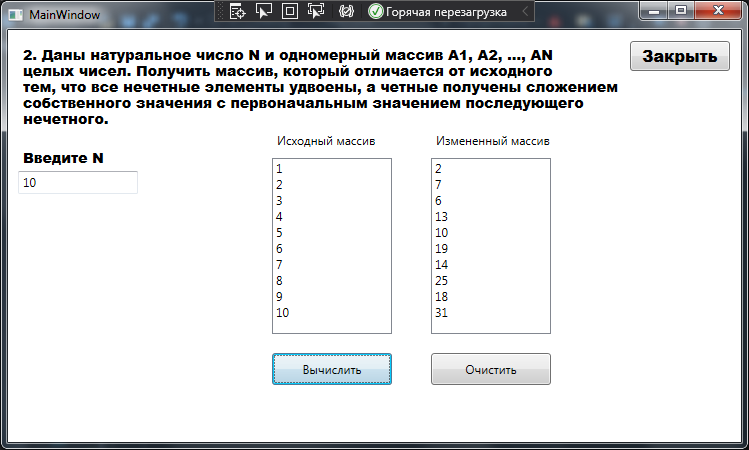 MainWindow
Горячая перезагрузка
2. Даны натуральное число N и одномерный массив A1, A2, ..., AN
целых чисел. Получить массив, который отличается от исходного
тем, что все нечетные элементы удвоены, а четные получены сложением
собственного значения с первоначальным значением последующего
нечетного.
Закрыть
Исходный массив
Измененный массив
Введите N
10
1
2
3
4
5
6
7
8
9
10
2
7
6
13
10
19
14
25
18
31
Вычислить
Очистить